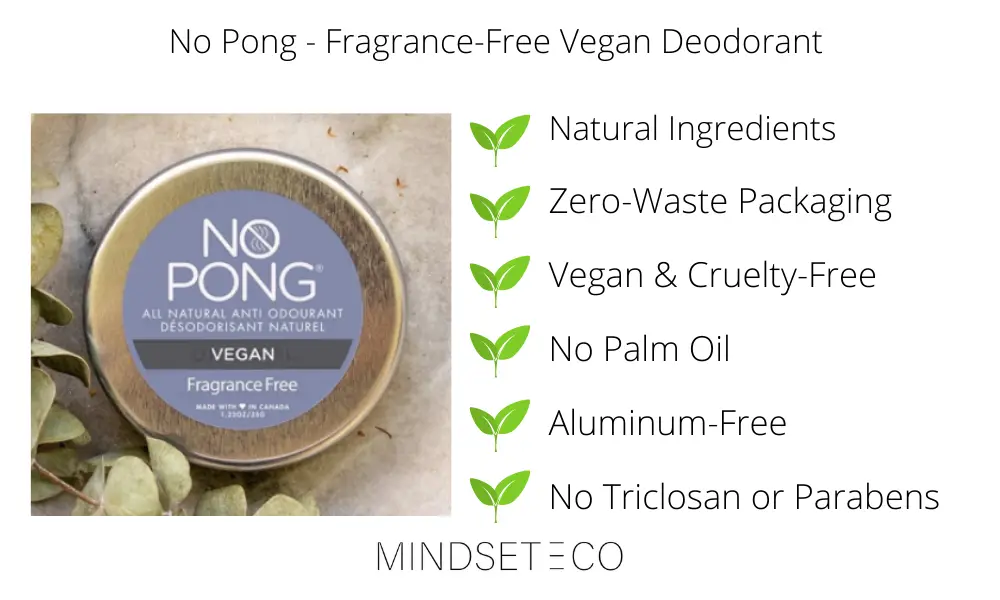 No Pong - Fragrance-Free Vegan Deodorant
NO
PONG®
ALL NATURAL ANTI ODOURANT
DÉSODORISANT NATUREL
VEGAN
Fragrance Free
MADE WITH ♥ IN CANADA
Natural Ingredients
Zero-Waste Packaging
Vegan & Cruelty-Free
No Palm Oil
Aluminum-Free
No Triclosan or Parabens
MINDSETECO